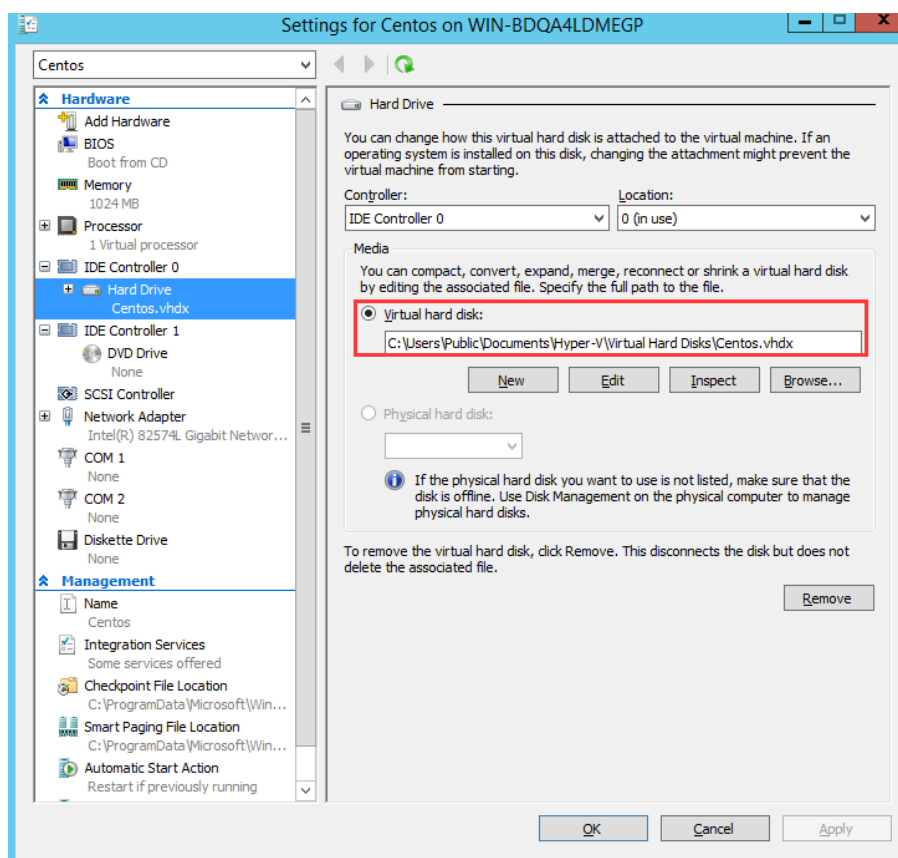 Settings for Centos on WIN-BDQA4LDMEGP
Centos
Hardware
Add Hardware
BIOS
Boot from CD
Memory
1024 MB
Processor
1 Virtual processor
IDE Controller 0
Hard Drive
Centos.vhdx
IDE Controller 1
DVD Drive
None
SCSI Controller
Network Adapter
Intel(R) 82574L Gigabit Networ...
COM 1
None
COM 2
None
Diskette Drive
None
Management
Name
Centos
Integration Services
Some services offered
Checkpoint File Location
C:\ProgramData\Microsoft\Win...
Smart Paging File Location
C:\ProgramData\Microsoft\Win...
Automatic Start Action
Restart if previously running
Hard Drive
You can change how this virtual hard disk is attached to the virtual machine. If an
operating system is installed on this disk, changing the attachment might prevent the
virtual machine from starting.
Controller: Location:
IDE Controller 0 0 (in use)
Media
You can compact, convert, expand, merge, reconnect or shrink a virtual hard disk
by editing the associated file. Specify the full path to the file.
Virtual hard disk:
C:\Users\Public\Documents\Hyper-V\Virtual Hard Disks\Centos.vhdx
New Edit Inspect Browse...
Physical hard disk:
If the physical hard disk you want to use is not listed, make sure that the
disk is offline. Use Disk Management on the physical computer to manage
physical hard disks.
To remove the virtual hard disk, click Remove. This disconnects the disk but does not
delete the associated file.
Remove
OK Cancel Apply